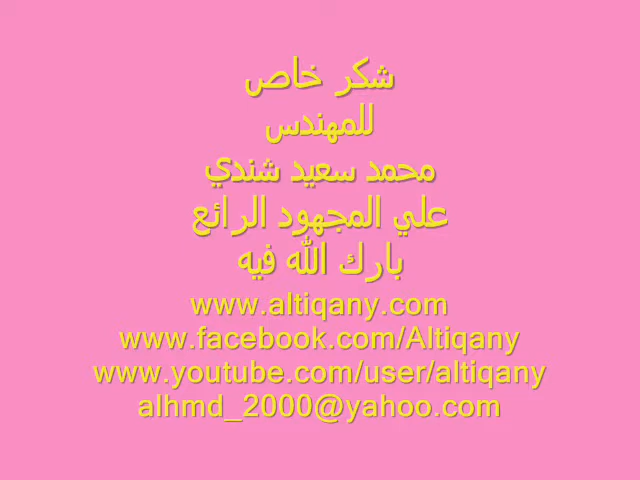 شكر خاص
للمهندس
محمد سعيد شندي
علي المجهود الرائع
بارك الله فيه
www.altiqany.com
www.facebook.com/Altiqany
www.youtube.com/user/altiqany
alhmd_2000@yahoo.com